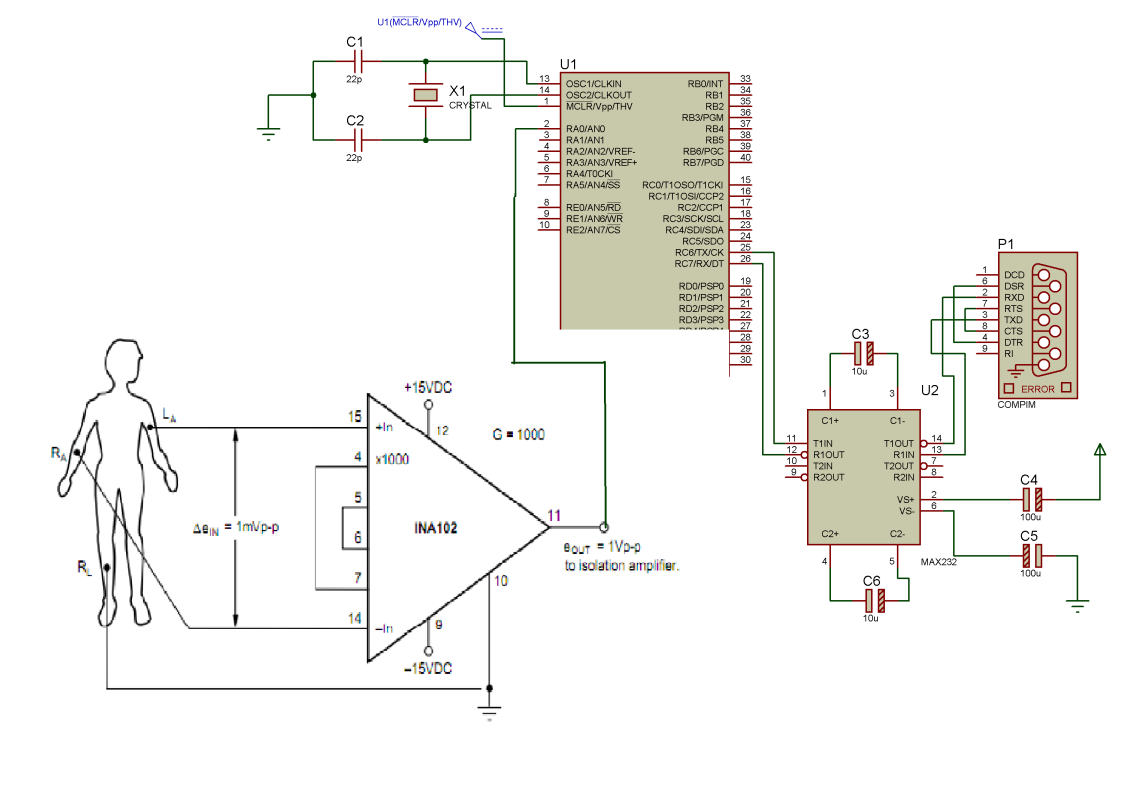 U1(MCLR/Vpp/THV)
C1
22p
X1
CRYSTAL
C2
22p
U1
13 OSC1/CLKIN
14 OSC2/CLKOUT
1 MCLR/Vpp/THV
2 RA0/AN0
3 RA1/AN1
4 RA2/AN2/VREF-
5 RA3/AN3/VREF+
6 RA4/T0CKI
7 RA5/AN4/SS
8 RE0/AN5/RD
9 RE1/AN6/WR
10 RE2/AN7/CS
RB0/INT 33
RB1 34
RB2 35
RB3/PGM 36
RB4 37
RB5 38
RB6/PGC 39
RB7/PGD 40
RC0/T1OSO/T1CKI 15
RC1/T1OSI/CCP2 16
RC2/CCP1 17
RC3/SCK/SCL 18
RC4/SDI/SDA 23
RC5/SDO 24
RC6/TX/CK 25
RC7/RX/DT 26
RD0/PSP0 19
RD1/PSP1 20
RD2/PSP2 21
RD3/PSP3 22
27
28
29
30
P1
1 DCD
6 DSR
2 RXD
7 RTS
3 TXD
8 CTS
4 DTR
9 RI
ERROR
COMPIM
C3
10u
U2
1
3
C1+
C1-
11 T1IN
12 R1OUT
10 T2IN
9 R2OUT
T1OUT 14
R1IN 13
T2OUT 7
R2IN 8
VS+ 2
VS- 6
C2+
C2-
4
5
MAX232
C4
100u
C5
100u
C6
10u
LA
RA
RL
ΔeIN = 1mVp-p
+15VDC
12
G = 1000
15 +In
4 x1000
5
6
7
14 –In
INA102
11
eOUT = 1Vp-p
to isolation amplifier.
10
9
–15VDC